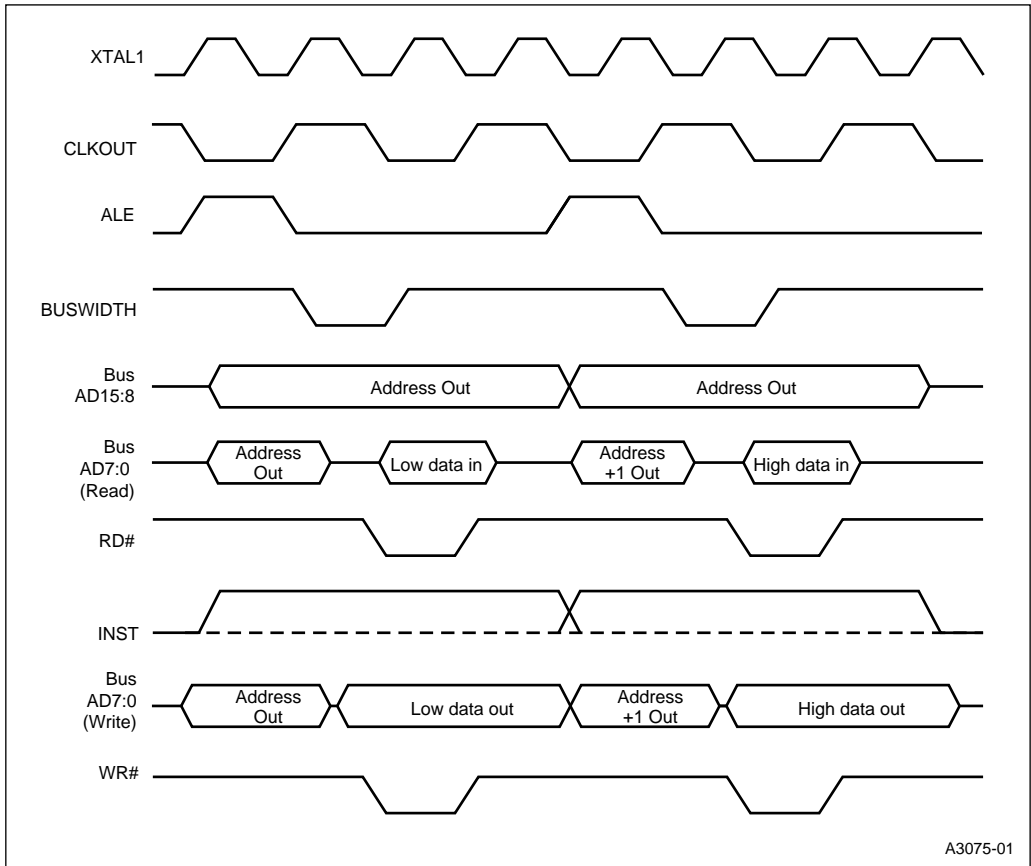 XTAL1
CLKOUT
ALE
BUSWIDTH
Bus
AD15:8
Address Out
Address Out
Bus
AD7:0
(Read)
Address
Out
Low data in
Address
+1 Out
High data in
RD#
INST
Bus
AD7:0
(Write)
Address
Out
Low data out
Address
+1 Out
High data out
WR#
A3075-01